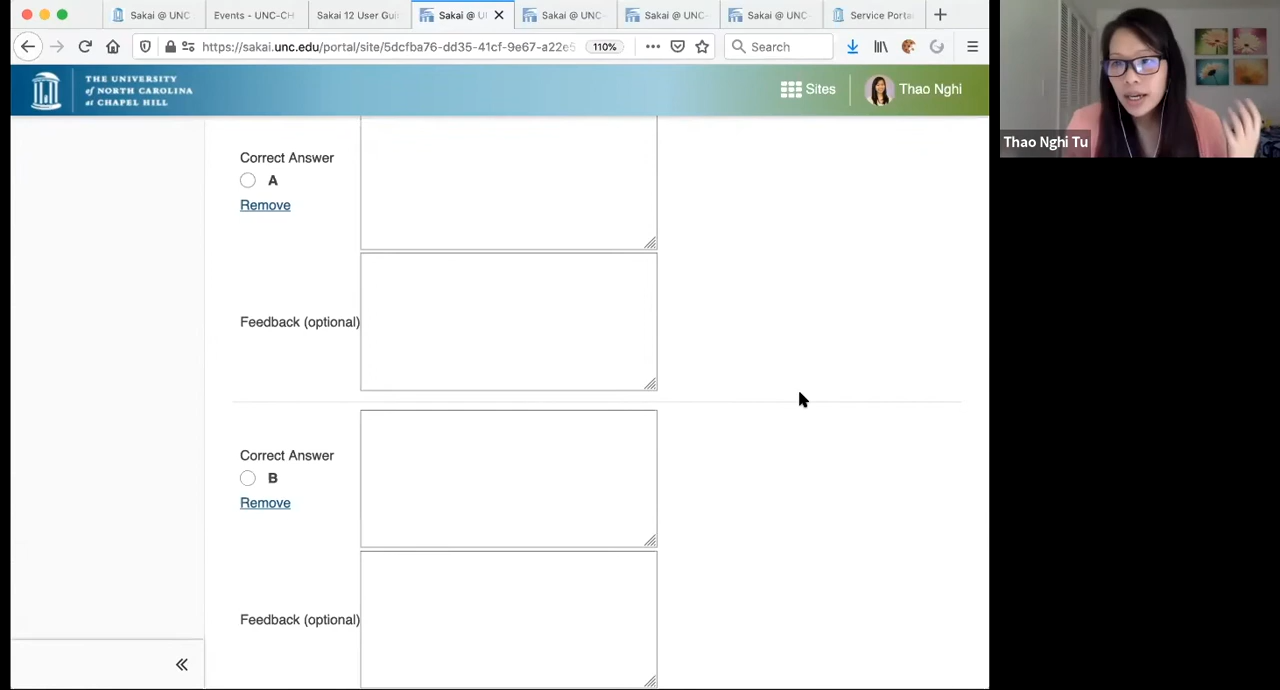 Sakai @ UNC
Events - UNC-CH
Sakai 12 User Gui
Sakai @ U
Sakai @ UNC
Sakai @ UNC
Sakai @ UNC
Service Porta
https://sakai.unc.edu/portal/site/5dcfba76-dd35-41cf-9e67-a22e5
110%
Search
THE UNIVERSITY
of NORTH CAROLINA
at CHAPEL HILL
Sites
Thao Nghi
Thao Nghi Tu
Correct Answer
A
Remove
Feedback (optional)
Correct Answer
B
Remove
Feedback (optional)